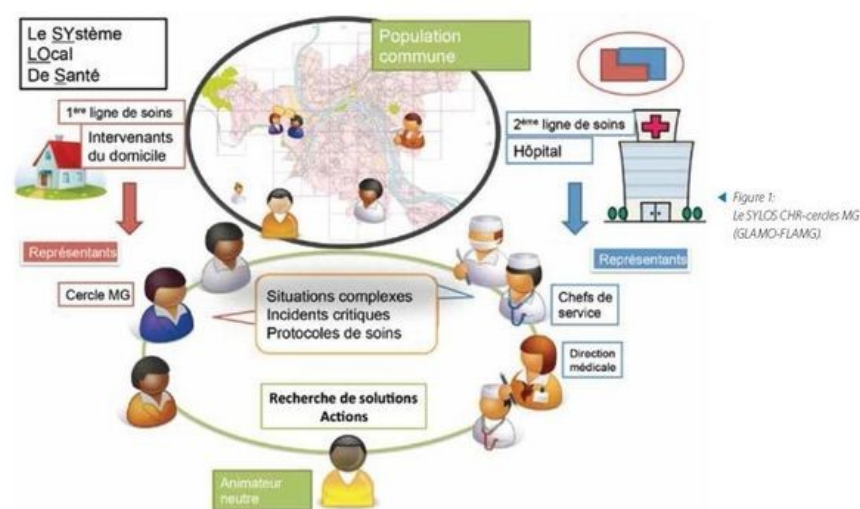 Le SYstème
LOcal
De Santé
Population
commune
1ère ligne de soins
Intervenants
du domicile
2ème ligne de soins
Hôpital
Figure 1:
Le SYLOS CHR-cercles MG
(GLAMO-FLAMG).
Représentants
Représentants
Cercle MG
Situations complexes
Incidents critiques
Protocoles de soins
Chefs de
service
Direction
médicale
Recherche de solutions
Actions
Animateur
neutre